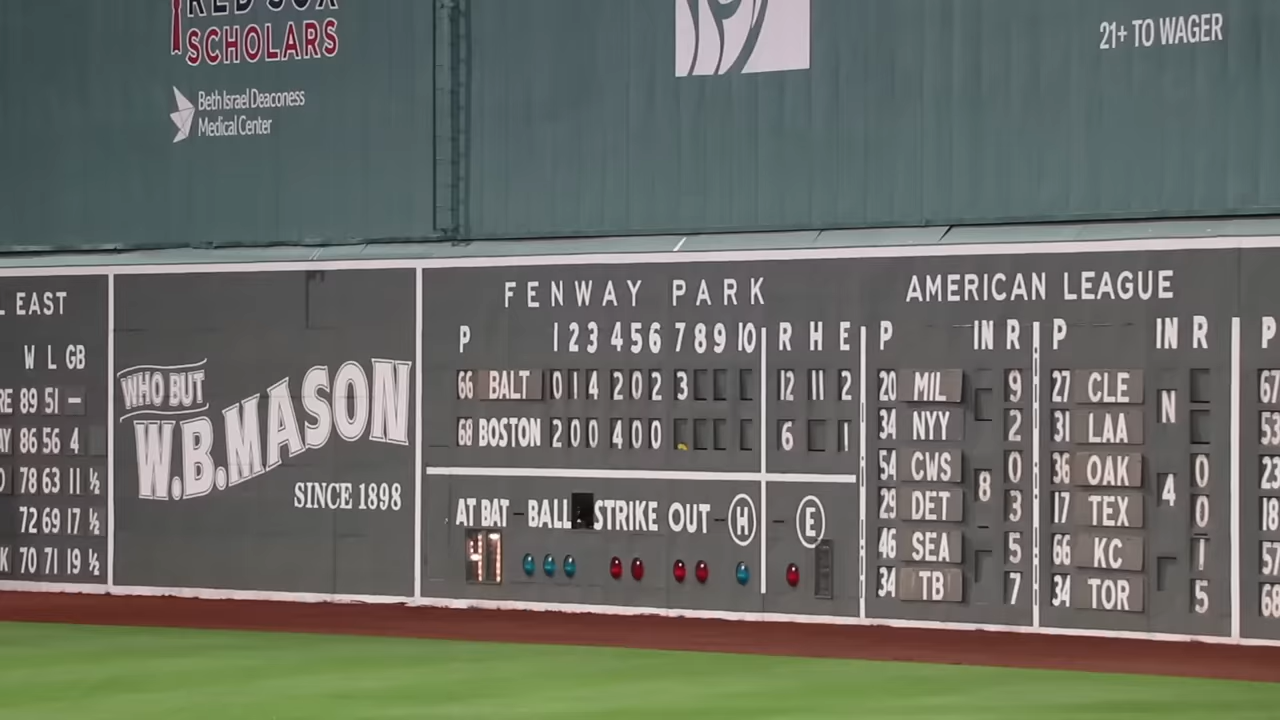 RED SOX
SCHOLARS
Beth Israel Deaconess
Medical Center
21+ TO WAGER
L EAST
W L GB
RE 89 51 –
AY 86 56 4
78 63 11 ½
72 69 17 ½
K 70 71 19 ½
WHO BUT
W.B.MASON
SINCE 1898
FENWAY PARK
P 1 2 3 4 5 6 7 8 9 10 R H E
66 BALT 0 1 4 2 0 2 3 12 11 2
68 BOSTON 2 0 0 4 0 0 6 1
AT BAT BALL STRIKE OUT H E
44
AMERICAN LEAGUE
P IN R P IN R P
20 MIL 9 27 CLE N 67
34 NYY 2 31 LAA 53
54 CWS 8 0 36 OAK 4 0 23
29 DET 3 17 TEX 0 18
46 SEA 5 66 KC 1 57
34 TB 7 34 TOR 5 68